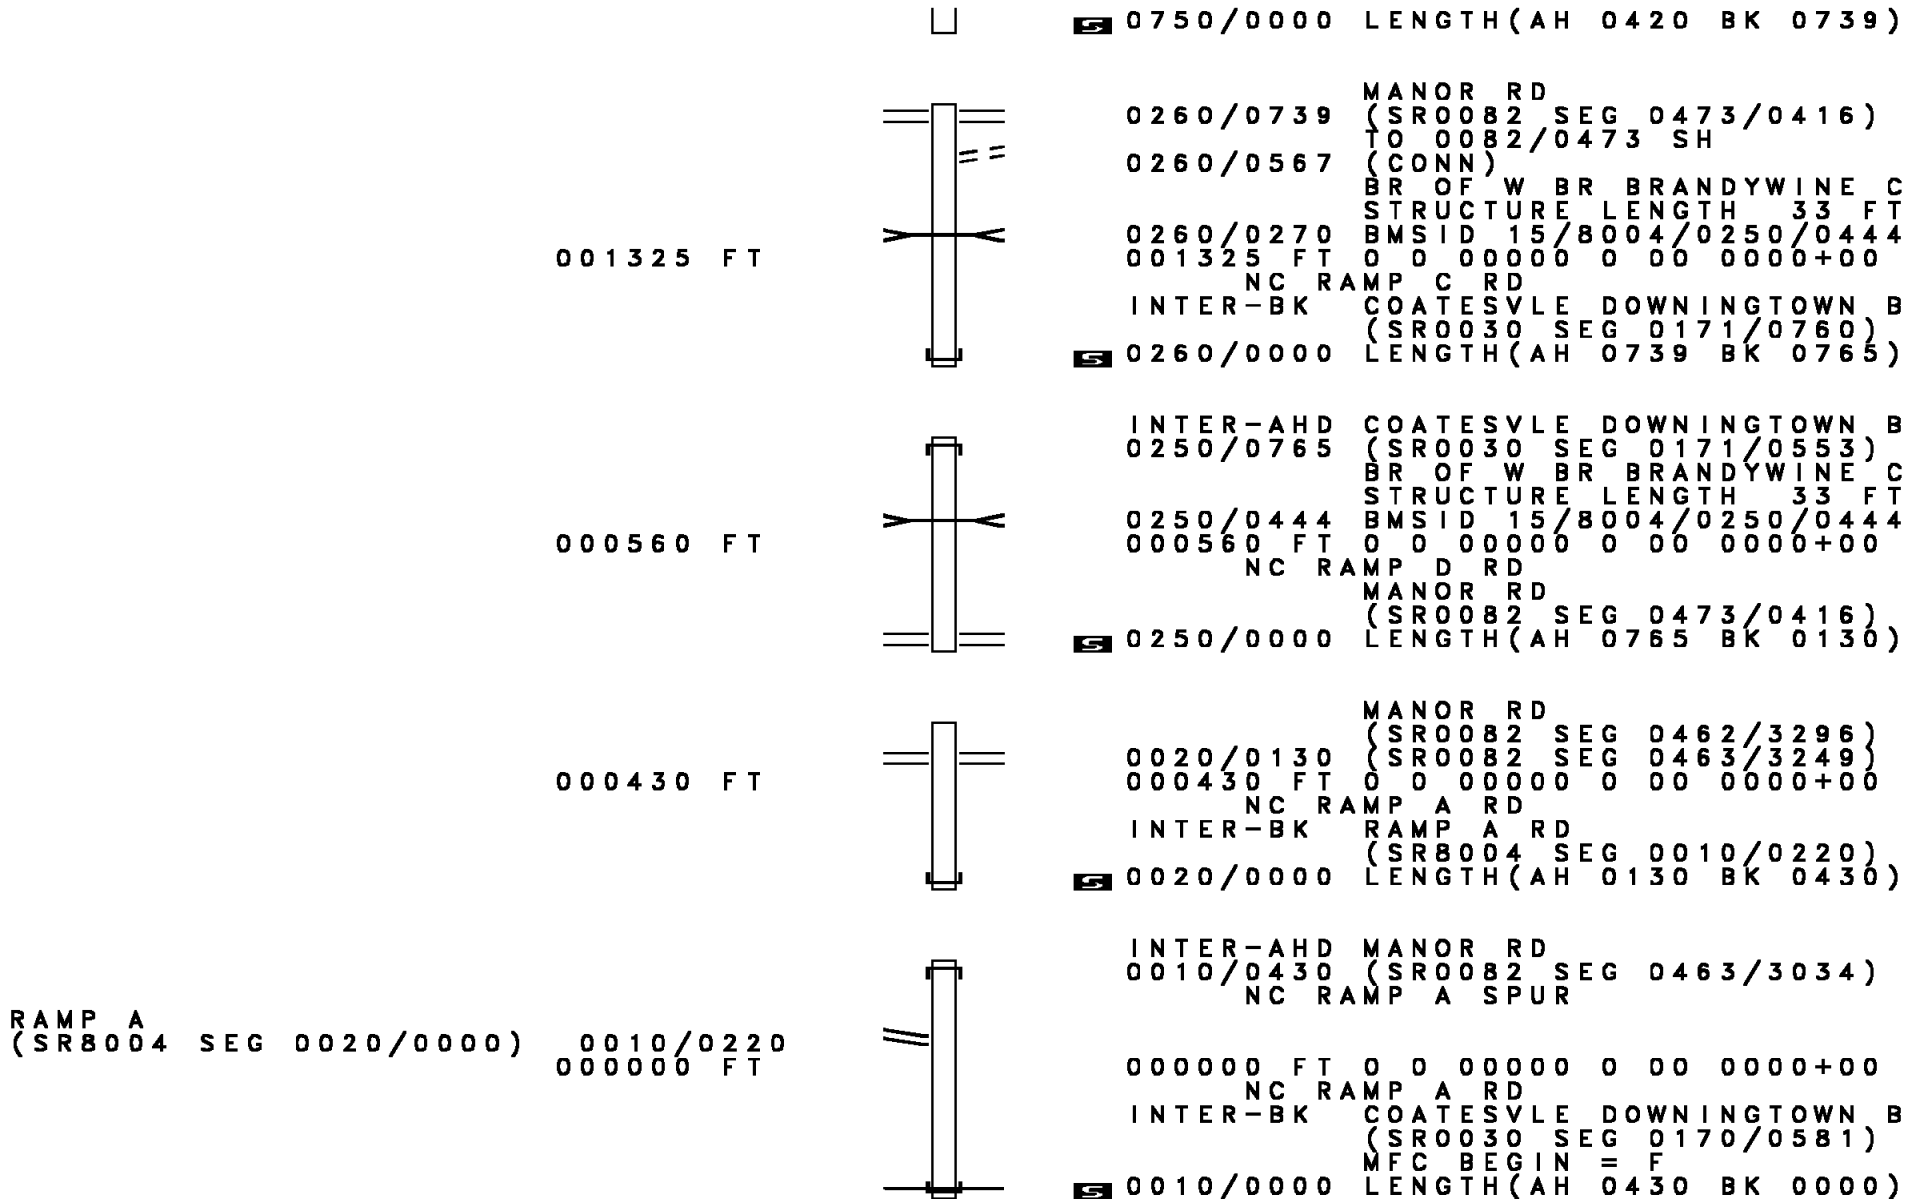 S 0750/0000 LENGTH(AH 0420 BK 0739)
MANOR RD
0260/0739 (SR0082 SEG 0473/0416)
TO 0082/0473 SH
0260/0567 (CONN)
BR OF W BR BRANDYWINE C
STRUCTURE LENGTH 33 FT
0260/0270 BMSID 15/8004/0250/0444
001325 FT 001325 FT 0 0 00000 0 00 0000+00
NC RAMP C RD
INTER-BK COATESVLE DOWNINGTOWN B
(SR0030 SEG 0171/0760)
S 0260/0000 LENGTH(AH 0739 BK 0765)
INTER-AHD COATESVLE DOWNINGTOWN B
0250/0765 (SR0030 SEG 0171/0553)
BR OF W BR BRANDYWINE C
STRUCTURE LENGTH 33 FT
0250/0444 BMSID 15/8004/0250/0444
000560 FT 000560 FT 0 0 00000 0 00 0000+00
NC RAMP D RD
MANOR RD
(SR0082 SEG 0473/0416)
S 0250/0000 LENGTH(AH 0765 BK 0130)
MANOR RD
(SR0082 SEG 0462/3296)
0020/0130 (SR0082 SEG 0463/3249)
000430 FT 000430 FT 0 0 00000 0 00 0000+00
NC RAMP A RD
INTER-BK RAMP A RD
(SR8004 SEG 0010/0220)
S 0020/0000 LENGTH(AH 0130 BK 0430)
INTER-AHD MANOR RD
0010/0430 (SR0082 SEG 0463/3034)
NC RAMP A SPUR
RAMP A
(SR8004 SEG 0020/0000) 0010/0220
000000 FT 000000 FT 0 0 00000 0 00 0000+00
NC RAMP A RD
INTER-BK COATESVLE DOWNINGTOWN B
(SR0030 SEG 0170/0581)
MFC BEGIN = F
S 0010/0000 LENGTH(AH 0430 BK 0000)